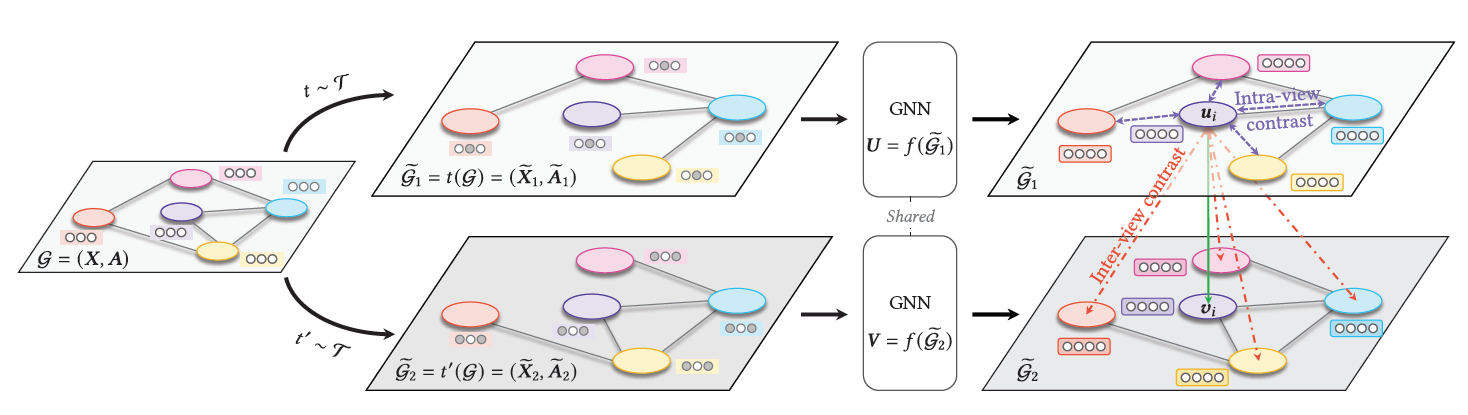 t ~ 𝒯
𝒢 = (X, A)
t′ ~ 𝒯
𝒢̃₁ = t(𝒢) = (X̃₁, Ã₁)
𝒢̃₂ = t′(𝒢) = (X̃₂, Ã₂)
GNN
U = f(𝒢̃₁)
Shared
GNN
V = f(𝒢̃₂)
uᵢ
Intra-view
contrast
𝒢̃₁
Inter-view contrast
vᵢ
𝒢̃₂